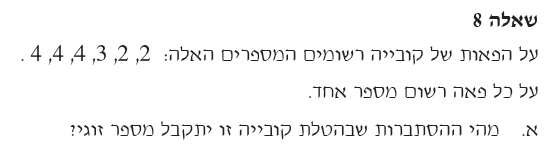 שאלה 8
על הפאות של קובייה רשומים המספרים האלה: 2, 2, 3, 4, 4, 4 .
על כל פאה רשום מספר אחד.
א. מהי ההסתברות שבהטלת קובייה זו יתקבל מספר זוגי?